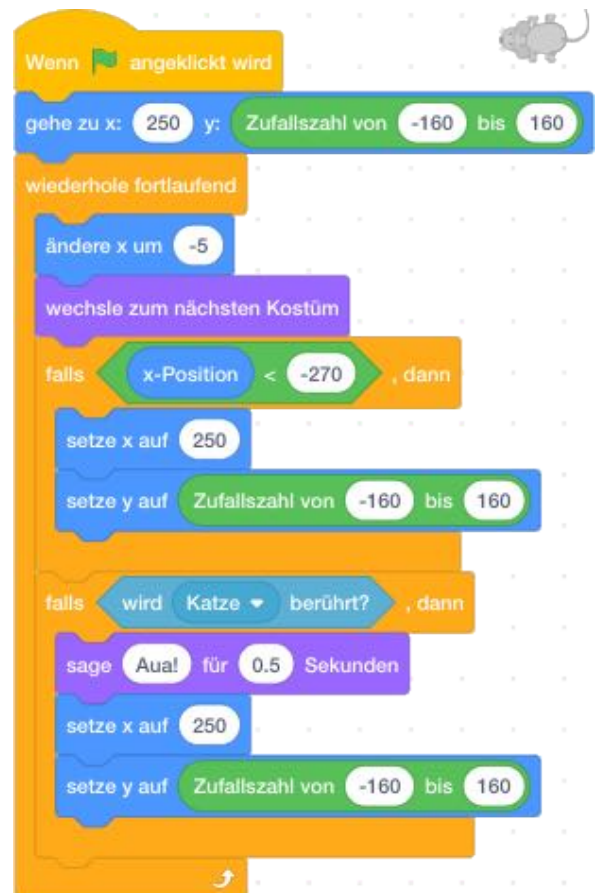 Wenn angeklickt wird
gehe zu x: 250 y: Zufallszahl von -160 bis 160
wiederhole fortlaufend
ändere x um -5
wechsle zum nächsten Kostüm
falls x-Position < -270 , dann
setze x auf 250
setze y auf Zufallszahl von -160 bis 160
falls wird Katze berührt? , dann
sage Aua! für 0.5 Sekunden
setze x auf 250
setze y auf Zufallszahl von -160 bis 160